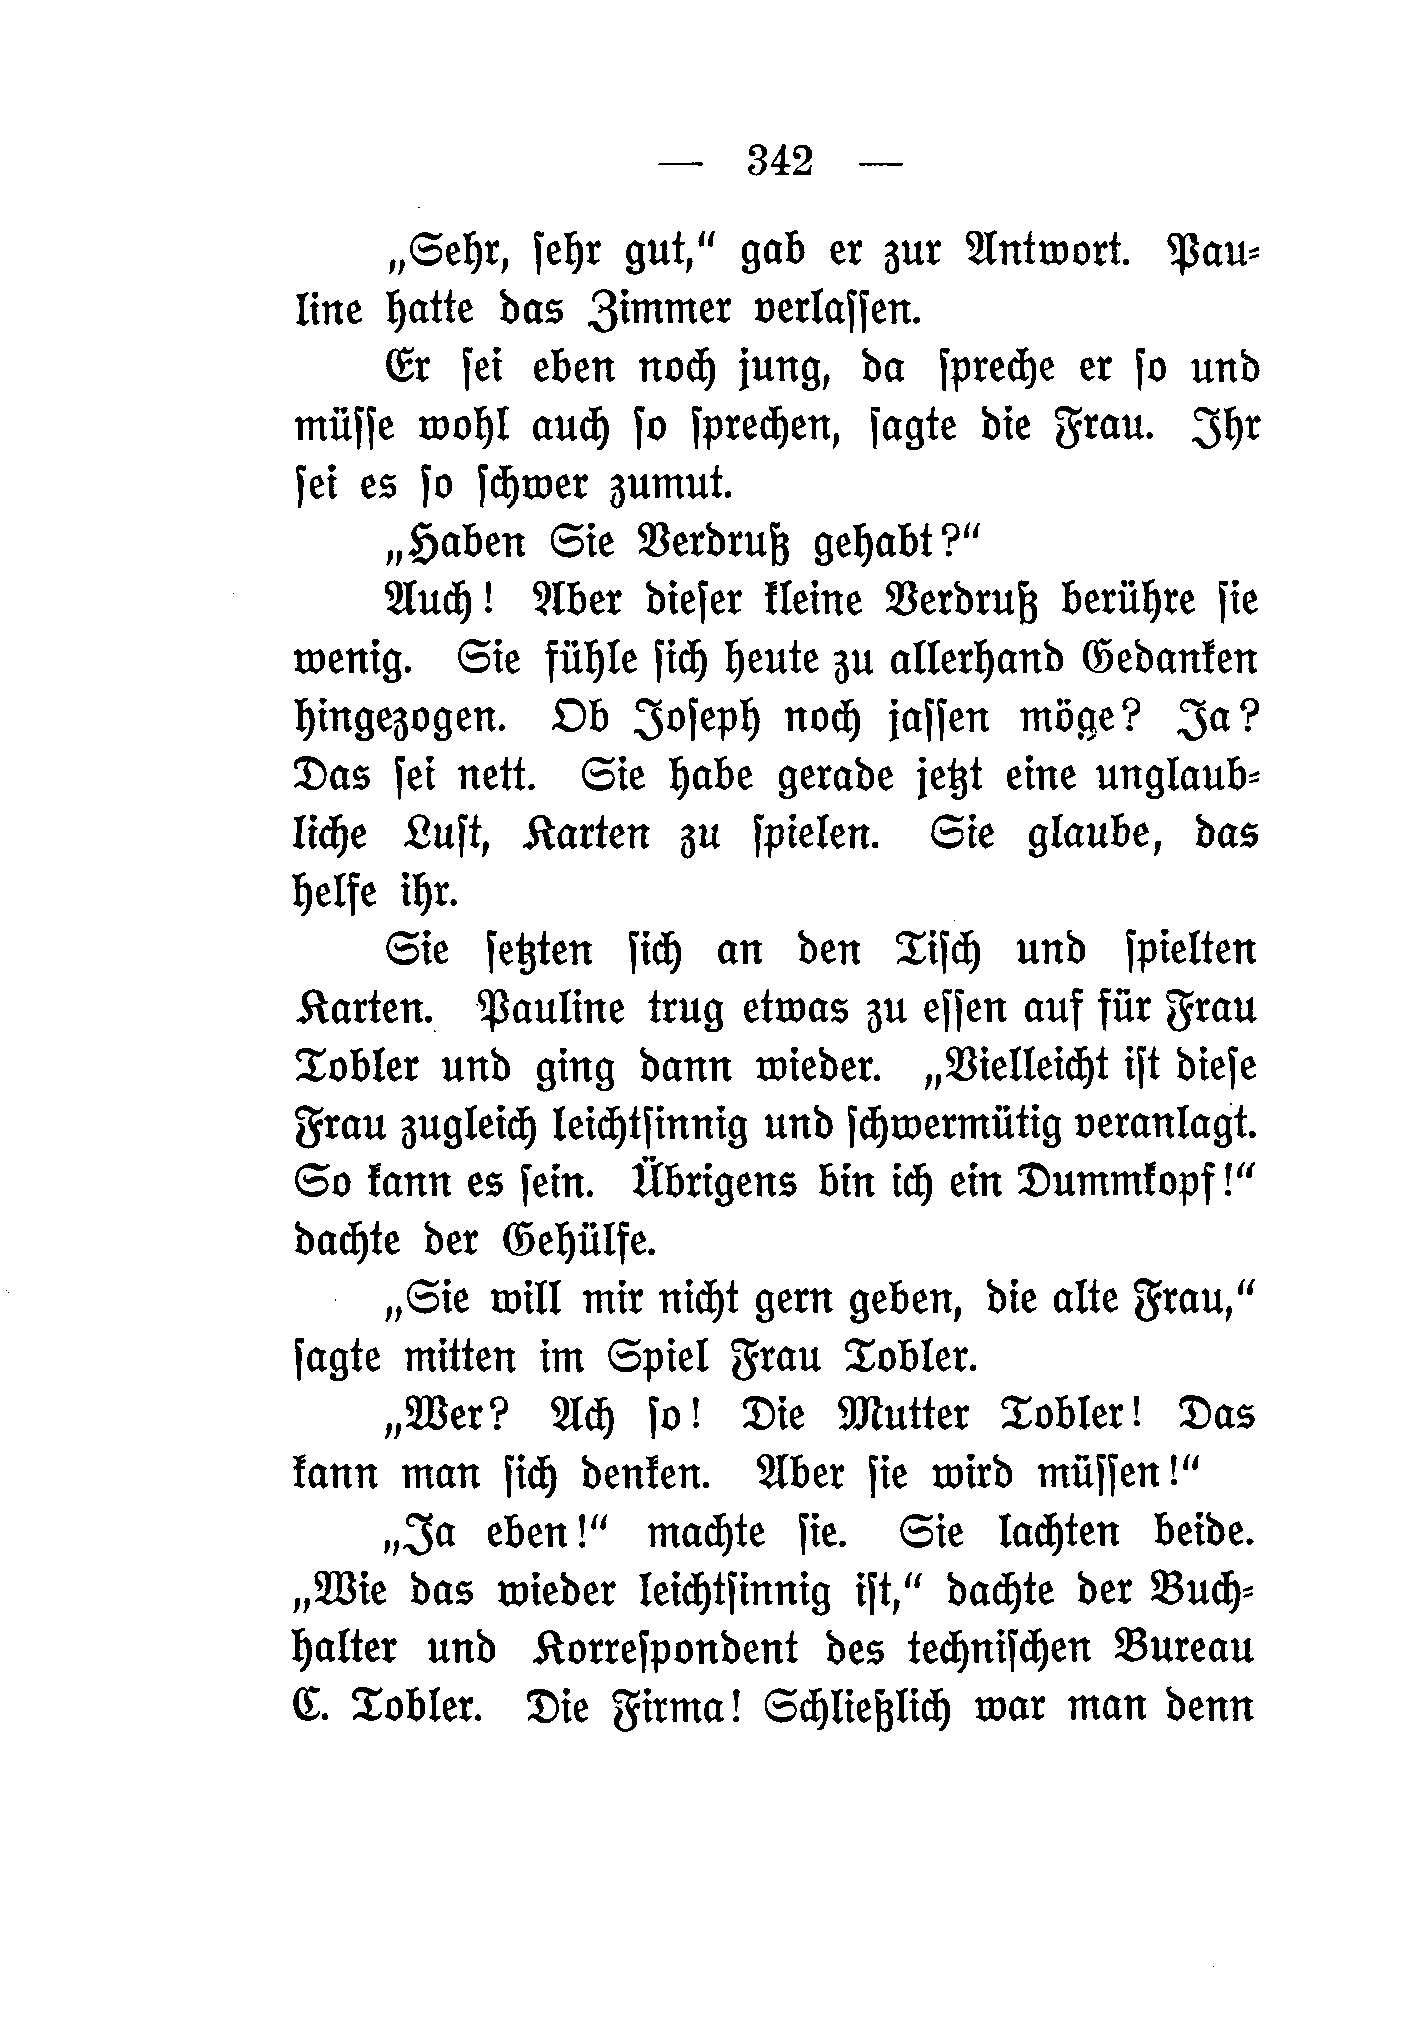 — 342 —
„Sehr, sehr gut,“ gab er zur Antwort. Pau-
line hatte das Zimmer verlassen.
Er sei eben noch jung, da spreche er so und
müsse wohl auch so sprechen, sagte die Frau. Ihr
sei es so schwer zumut.
„Haben Sie Verdruß gehabt?“
Auch! Aber dieser kleine Verdruß berühre sie
wenig. Sie fühle sich heute zu allerhand Gedanken
hingezogen. Ob Joseph noch jassen möge? Ja?
Das sei nett. Sie habe gerade jetzt eine unglaub-
liche Lust, Karten zu spielen. Sie glaube, das
helfe ihr.
Sie setzten sich an den Tisch und spielten
Karten. Pauline trug etwas zu essen auf für Frau
Tobler und ging dann wieder. „Vielleicht ist diese
Frau zugleich leichtsinnig und schwermütig veranlagt.
So kann es sein. Übrigens bin ich ein Dummkopf!“
dachte der Gehülfe.
„Sie will mir nicht gern geben, die alte Frau,“
sagte mitten im Spiel Frau Tobler.
„Wer? Ach so! Die Mutter Tobler! Das
kann man sich denken. Aber sie wird müssen!“
„Ja eben!“ machte sie. Sie lachten beide.
„Wie das wieder leichtsinnig ist,“ dachte der Buch-
halter und Korrespondent des technischen Bureau
C. Tobler. Die Firma! Schließlich war man denn